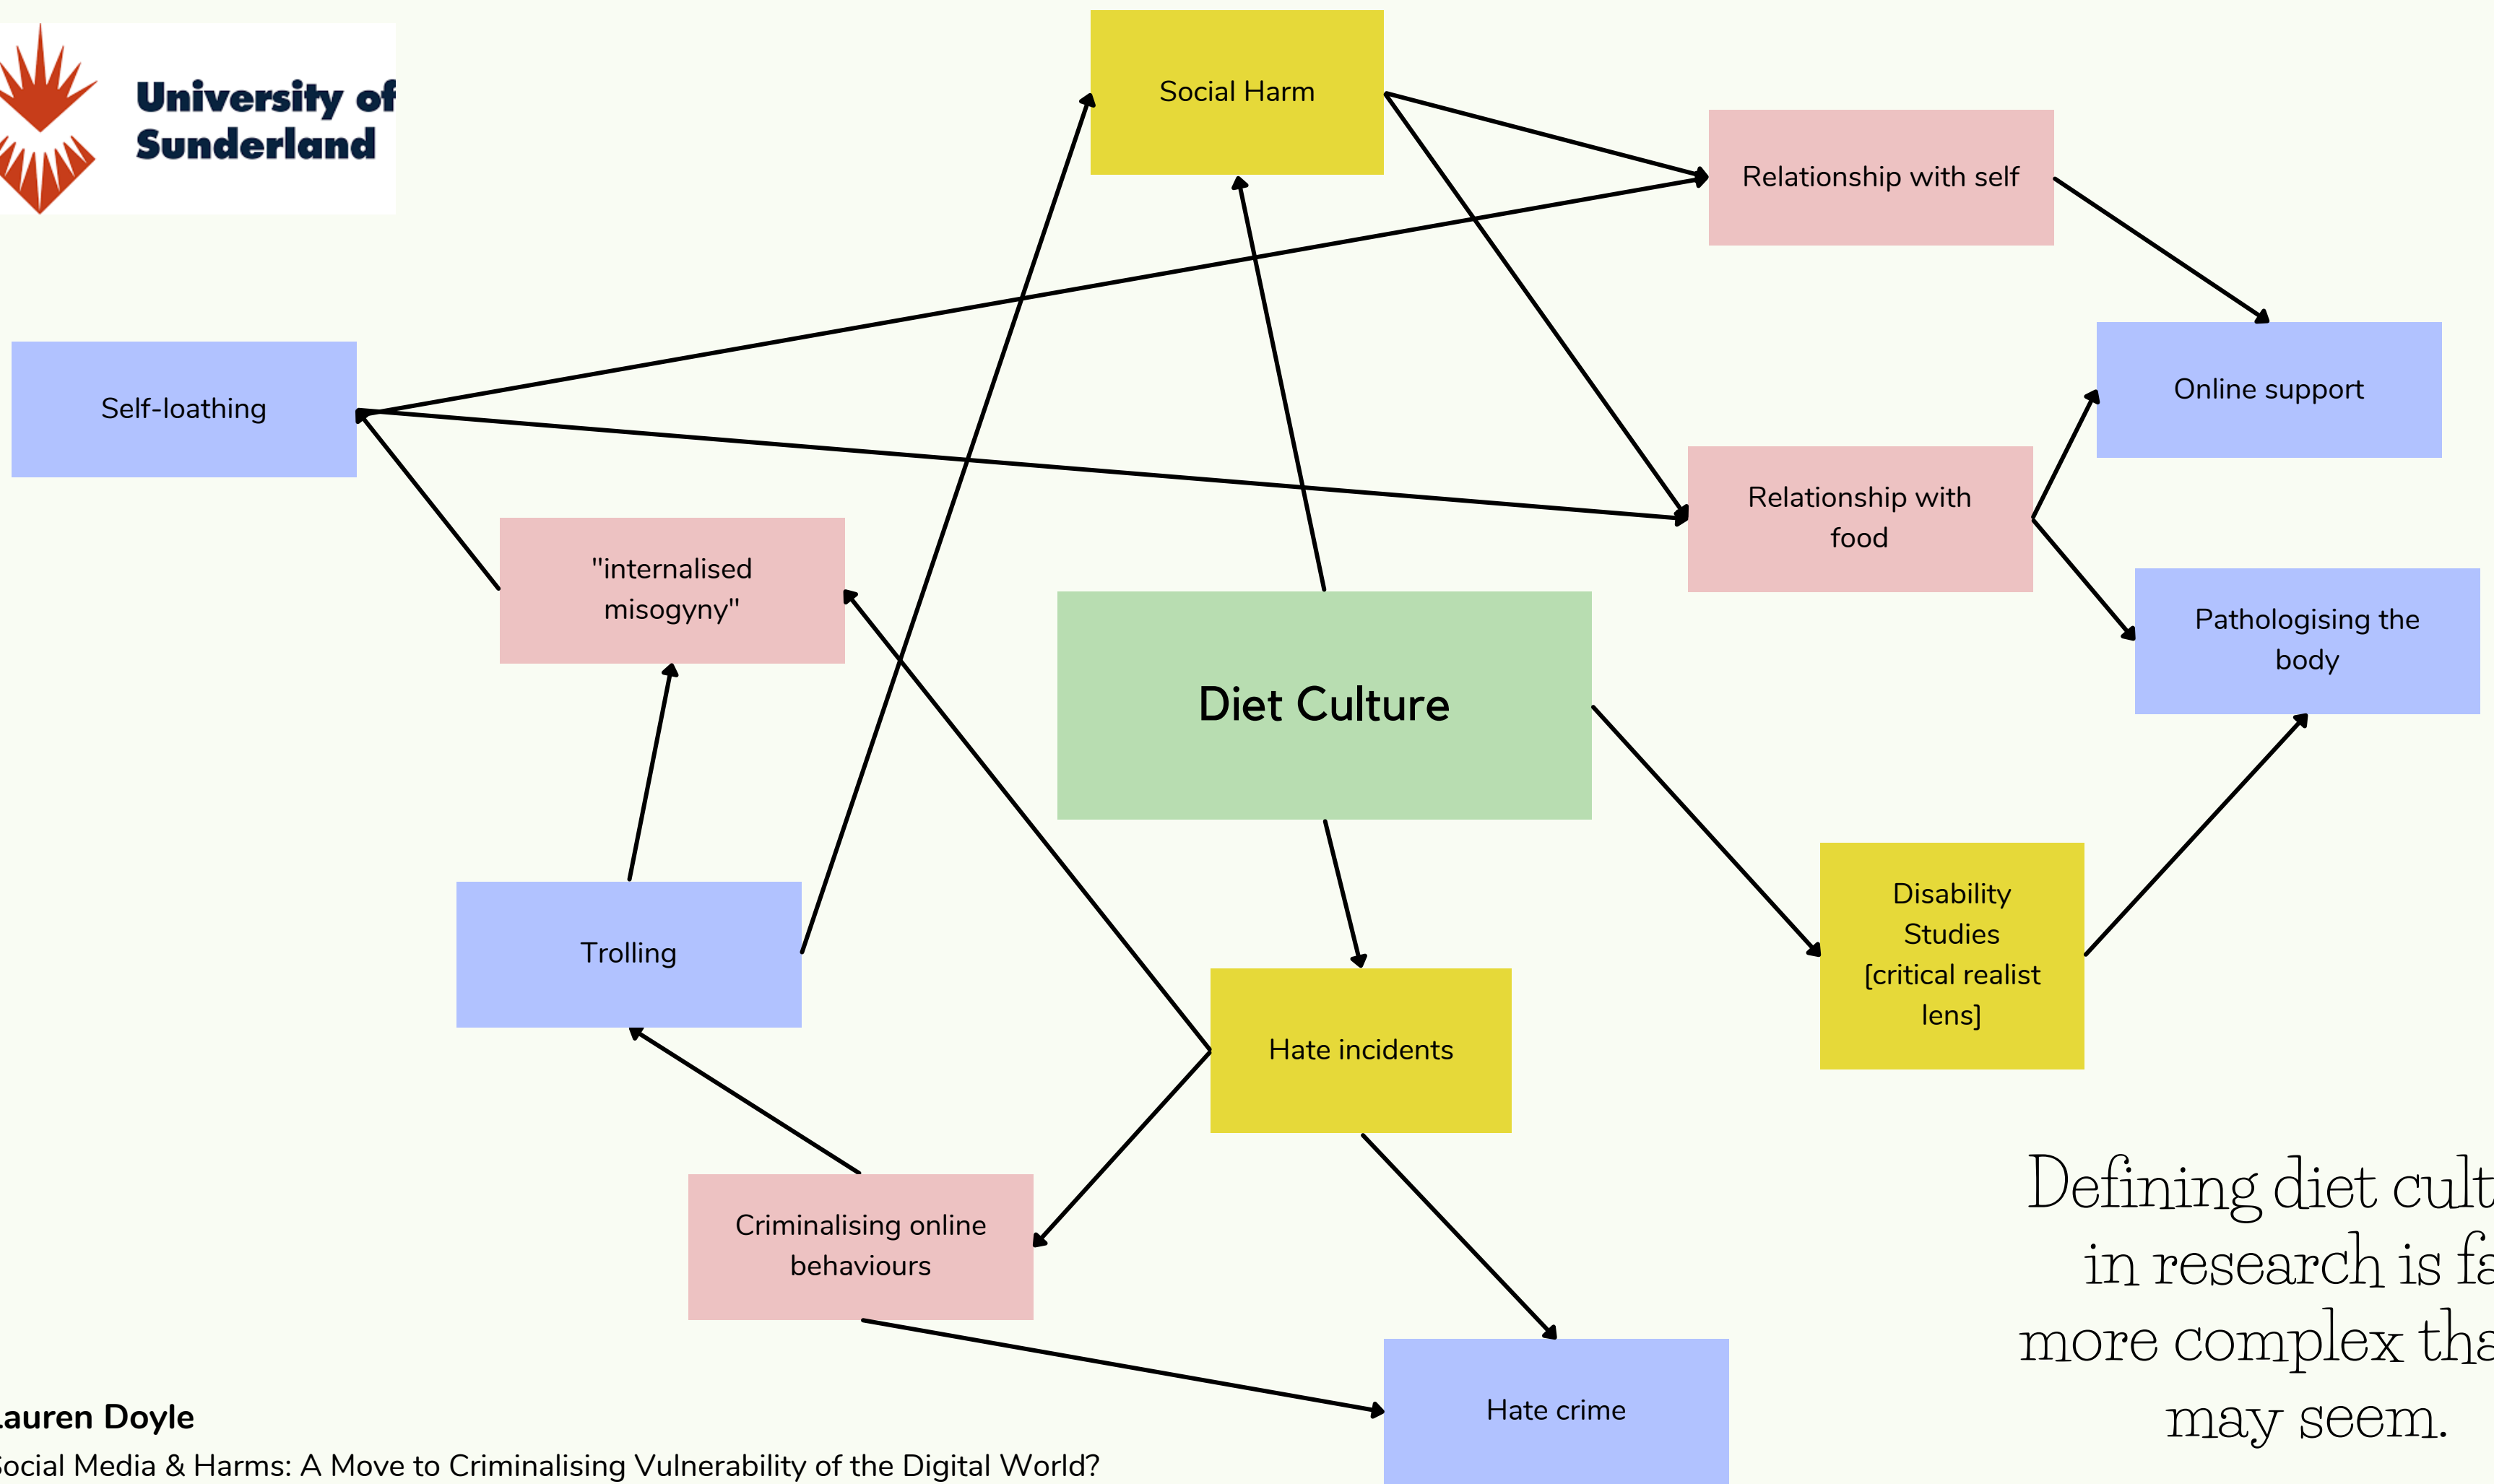 University of
Sunderland
Social Harm
Relationship with self
Online support
Self-loathing
Relationship with
food
"internalised
misogyny"
Pathologising the
body
Diet Culture
Disability
Studies
[critical realist
lens]
Trolling
Hate incidents
Criminalising online
behaviours
Hate crime
Defining diet cult
in research is fa
more complex tha
may seem.
Lauren Doyle
Social Media & Harms: A Move to Criminalising Vulnerability of the Digital World?